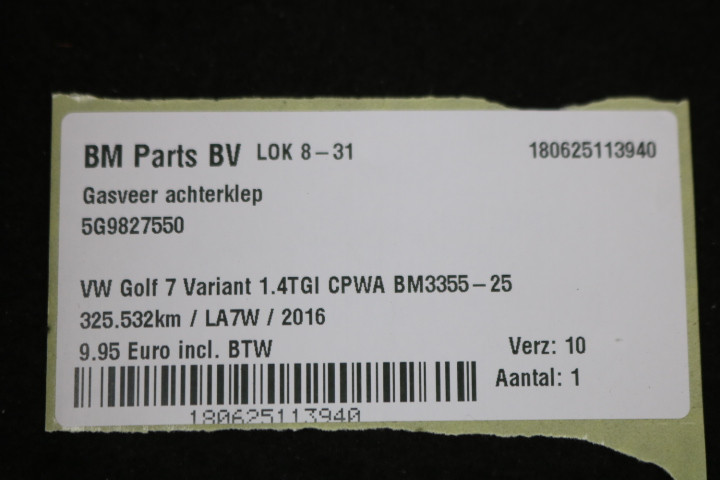 BM Parts BV LOK 8-31 180625113940
Gasveer achterklep
5G9827550
VW Golf 7 Variant 1.4TGI CPWA BM3355-25
325.532km / LA7W / 2016
9.95 Euro incl. BTW Verz: 10
Aantal: 1
180625113940